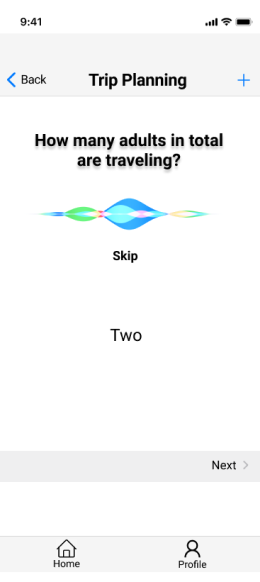 9:41
Back
Trip Planning
+
How many adults in total
are traveling?
Skip
Two
Next
Home
Profile